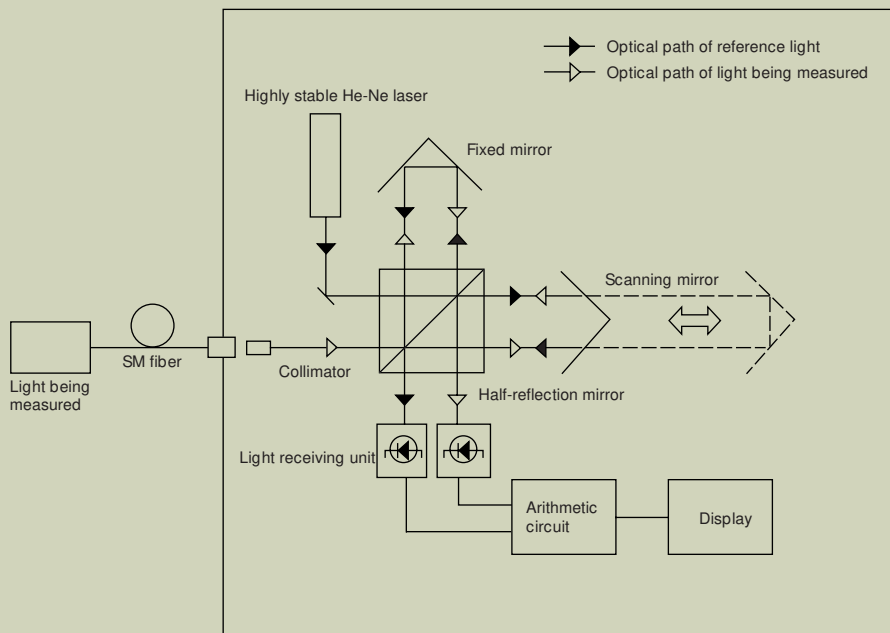 Optical path of reference light
Optical path of light being measured
Highly stable He-Ne laser
Fixed mirror
Scanning mirror
SM fiber
Collimator
Light being
measured
Half-reflection mirror
Light receiving unit
Arithmetic
circuit
Display